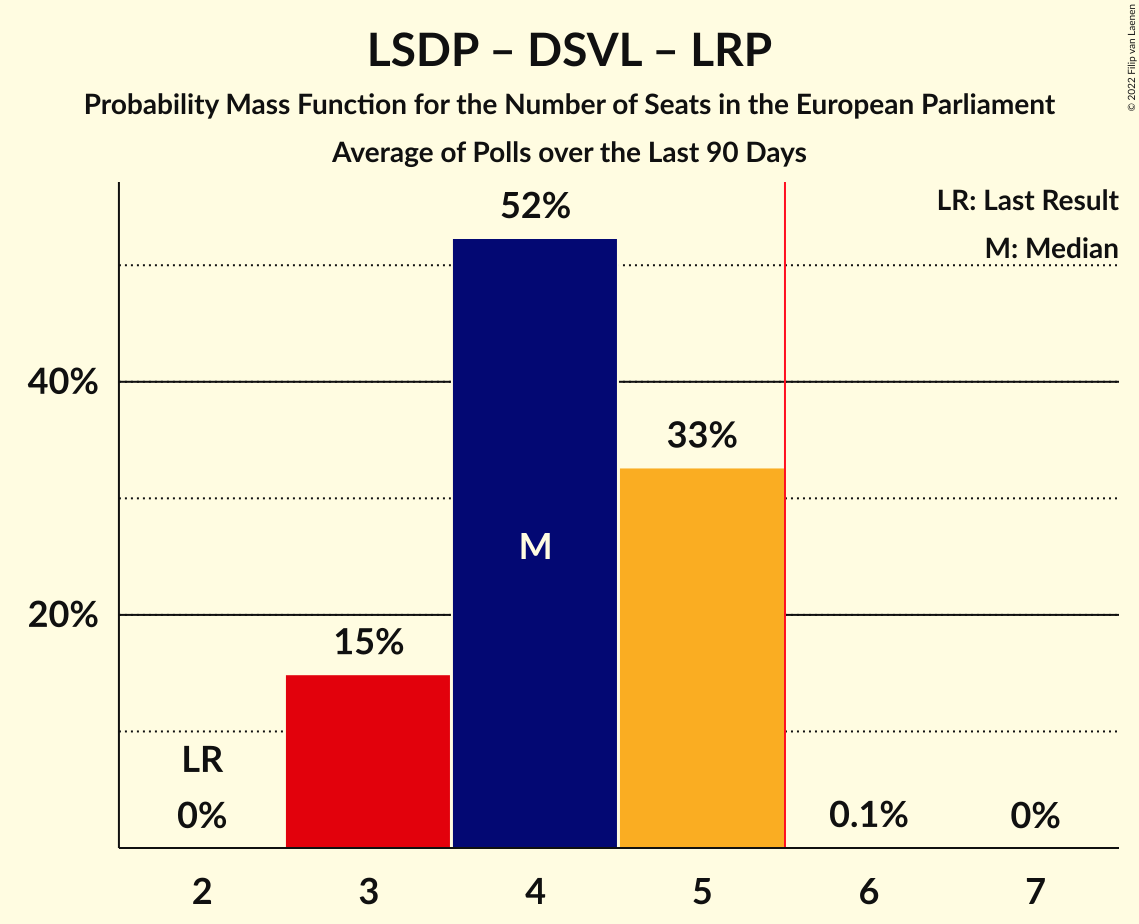 LSDP – DSVL – LRP
Probability Mass Function for the Number of Seats in the European Parliament
Average of Polls over the Last 90 Days
© 2022 Filip van Laenen
LR: Last Result
M: Median
52%
40%
33%
M
20%
15%
LR
0%
0.1%
0%
2 3 4 5 6 7